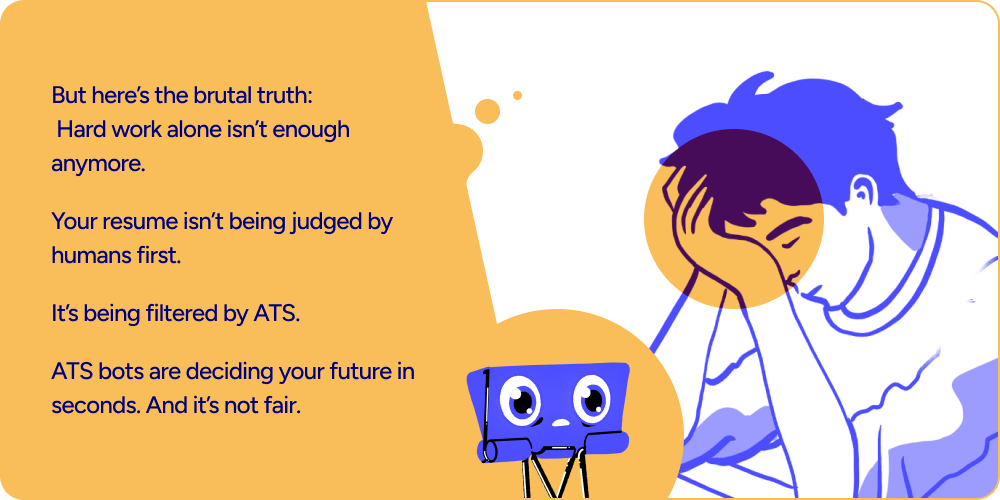 But here’s the brutal truth:
Hard work alone isn’t enough
anymore.
Your resume isn’t being judged by
humans first.
It’s being filtered by ATS.
ATS bots are deciding your future in
seconds. And it’s not fair.